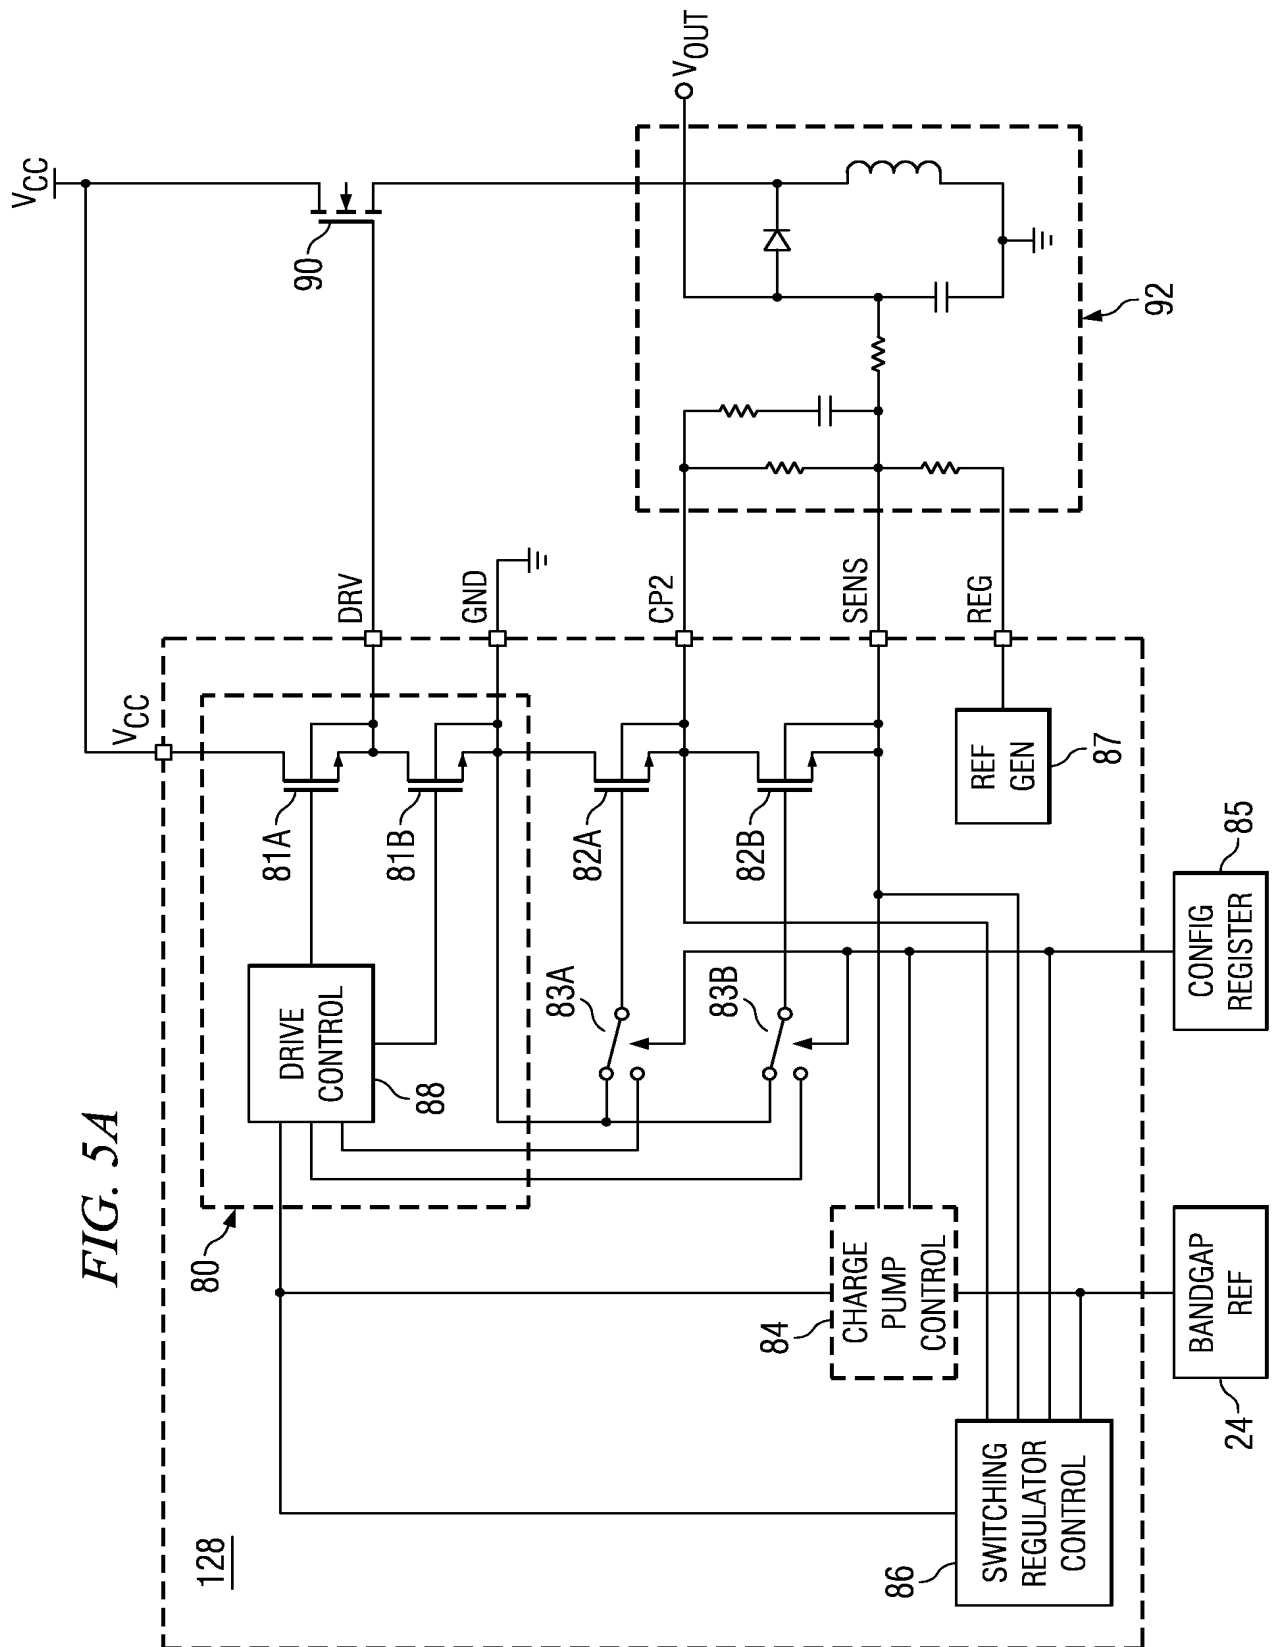 FIG. 5A
128
80
DRIVE
CONTROL
88
81A
81B
VCC
VCC
90
DRV
GND
CP2
SENS
REG
VOUT
92
82A
82B
83A
83B
REF
GEN
87
CHARGE
PUMP
CONTROL
84
SWITCHING
REGULATOR
CONTROL
86
BANDGAP
REF
24
CONFIG
REGISTER
85